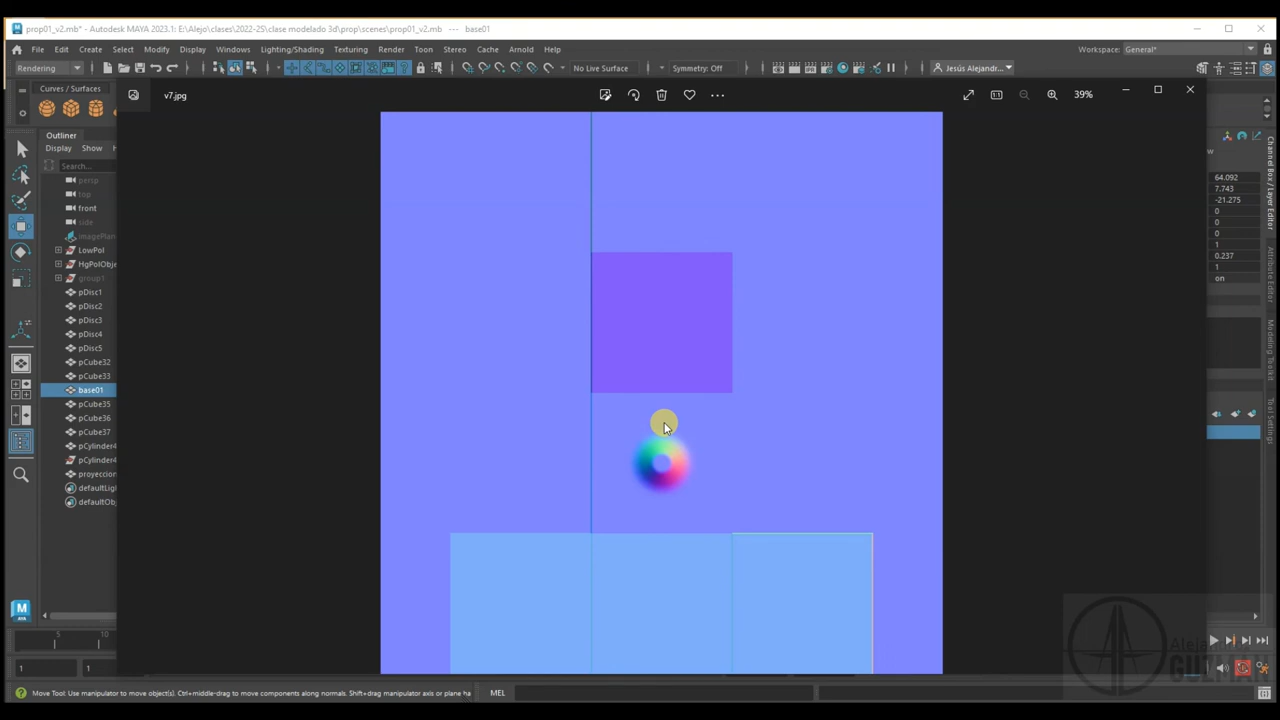 prop01_v2.mb* - Autodesk MAYA 2023.1: E:\Alejo\clases\2022-2S\clase modelado 3d\prop\scenes\prop01_v2.mb --- base01
File Edit Create Select Modify Display Windows Lighting/Shading Texturing Render Toon Stereo Cache Arnold Help Workspace: General*
Rendering No Live Surface Symmetry: Off Jesús Alejandr...
Curves / Surfaces
v7.jpg 39%
Outliner
Display Show H
Search...
persp
top
front
side
imagePlan
LowPol
HgPolObje
group1
pDisc1
pDisc2
pDisc3
pDisc4
pDisc5
pCube32
pCube33
base01
pCube35
pCube36
pCube37
pCylinder4
pCylinder4
proyeccion
defaultLig
defaultObj
w
64.092
7.743
-21.275
0
0
0
1
0.237
1
on
Channel Box / Layer Editor
Attribute Editor
Modeling Toolkit
Tool Settings
5 10
1 1
Move Tool: Use manipulator to move object(s). Ctrl+middle-drag to move components along normals. Shift+drag manipulator axis or plane ha
MEL
GUZMAN